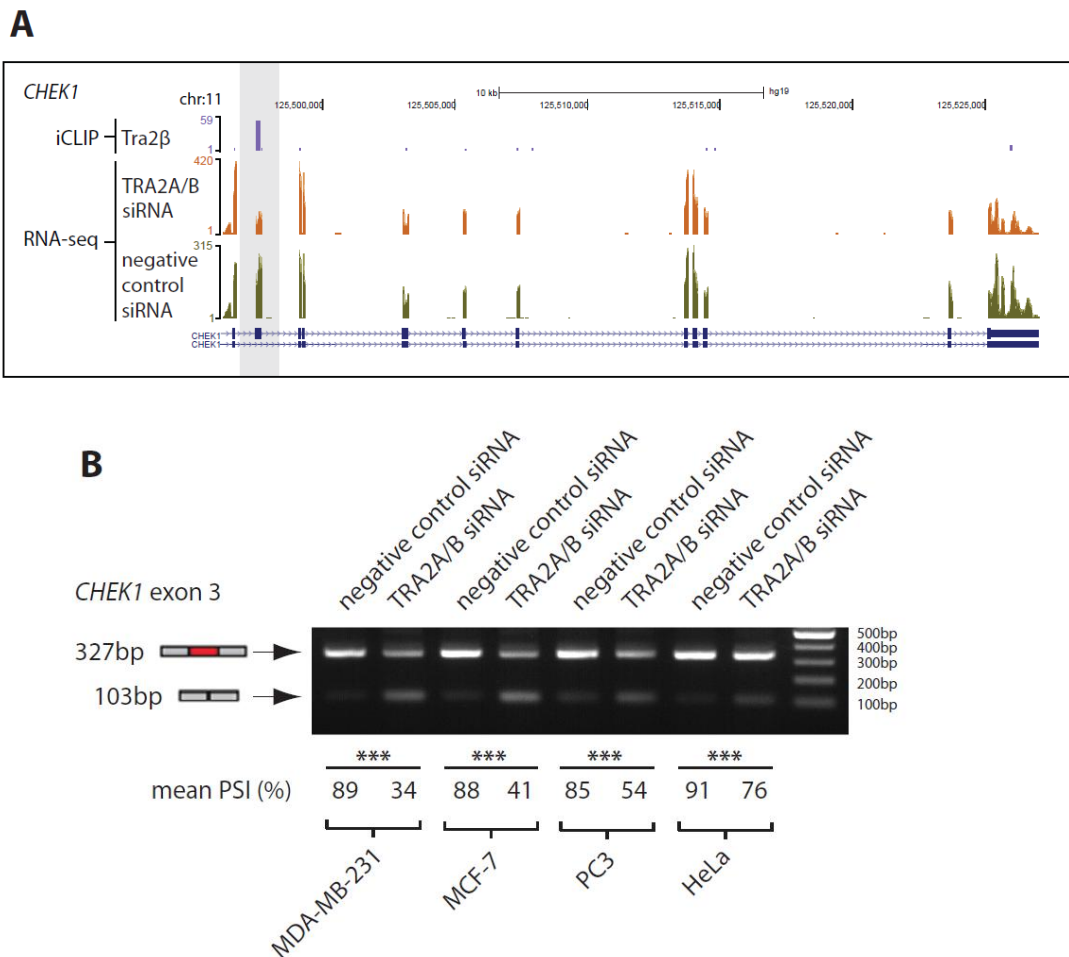 A
CHEK1
chr:11
10 kb
hg19
125,500,000
125,505,000
125,510,000
125,515,000
125,520,000
125,525,000
iCLIP
Tra2β
59
1
RNA-seq
TRA2A/B
siRNA
420
1
negative
control
siRNA
315
1
CHEK1
CHEK1
B
negative control siRNA
TRA2A/B siRNA
negative control siRNA
TRA2A/B siRNA
negative control siRNA
TRA2A/B siRNA
negative control siRNA
TRA2A/B siRNA
CHEK1 exon 3
327bp
103bp
500bp
400bp
300bp
200bp
100bp
*** *** *** ***
mean PSI (%) 89 34 88 41 85 54 91 76
MDA-MB-231
MCF-7
PC3
HeLa